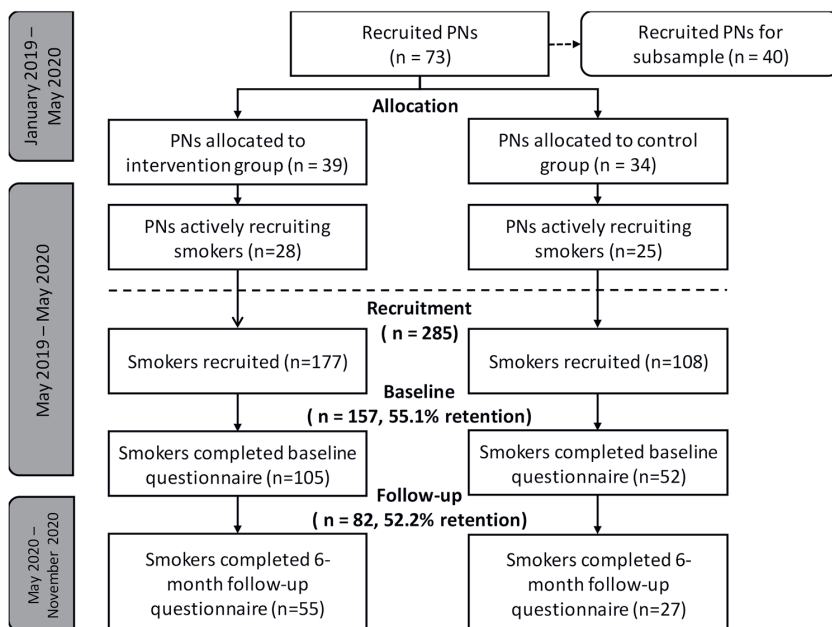 January 2019 –
May 2020
Recruited PNs
(n = 73)
Recruited PNs for
subsample (n = 40)
Allocation
PNs allocated to
intervention group (n = 39)
PNs allocated to control
group (n = 34)
May 2019 – May 2020
PNs actively recruiting
smokers (n=28)
PNs actively recruiting
smokers (n=25)
Recruitment
( n = 285)
Smokers recruited (n=177)
Smokers recruited (n=108)
Baseline
( n = 157, 55.1% retention)
Smokers completed baseline
questionnaire (n=105)
Smokers completed baseline
questionnaire (n=52)
Follow-up
( n = 82, 52.2% retention)
May 2020 –
November 2020
Smokers completed 6-
month follow-up
questionnaire (n=55)
Smokers completed 6-
month follow-up
questionnaire (n=27)